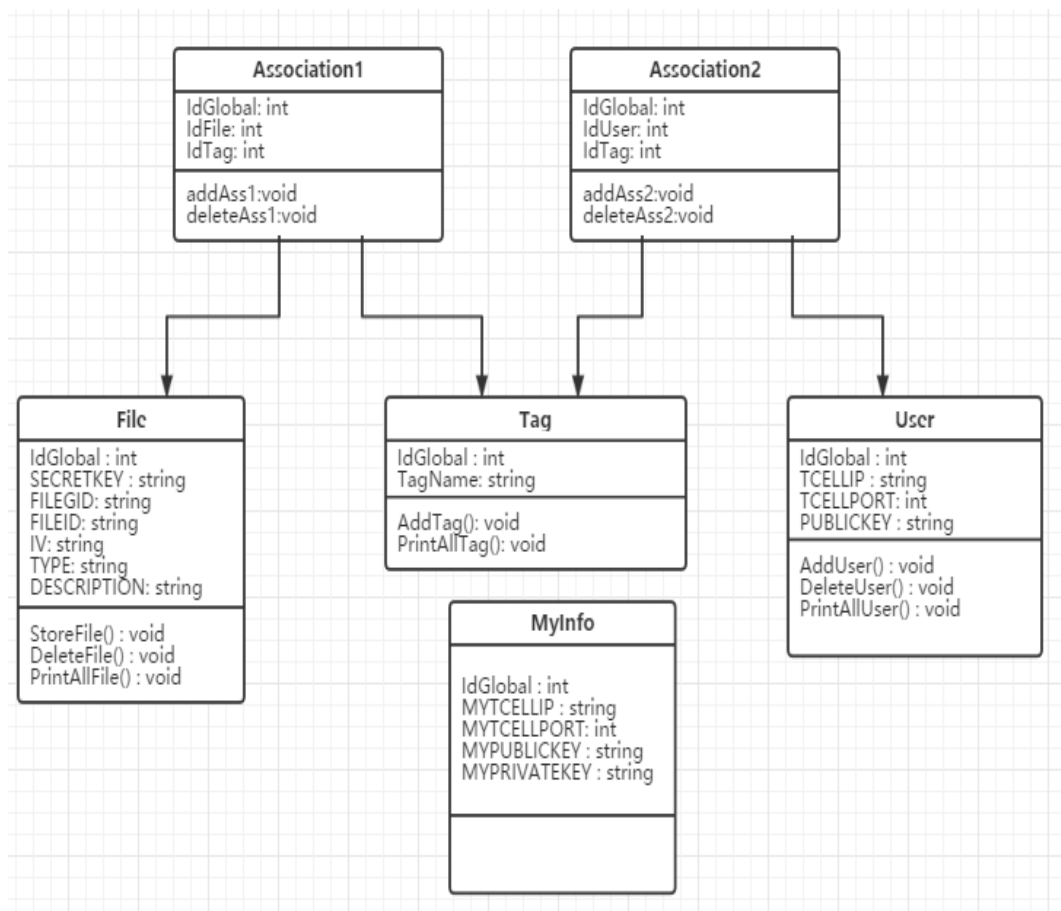 Association1
IdGlobal: int
IdFile: int
IdTag: int
addAss1:void
deleteAss1:void
Association2
IdGlobal: int
IdUser: int
IdTag: int
addAss2:void
deleteAss2:void
File
IdGlobal : int
SECRETKEY : string
FILEGID: string
FILEID: string
IV: string
TYPE: string
DESCRIPTION: string
StoreFile() : void
DeleteFile() : void
PrintAllFile() : void
Tag
IdGlobal : int
TagName: string
AddTag(): void
PrintAllTag(): void
User
IdGlobal : int
TCELLIP : string
TCELLPORT: int
PUBLICKEY : string
AddUser() : void
DeleteUser() : void
PrintAllUser() : void
MyInfo
IdGlobal : int
MYTCELLIP : string
MYTCELLPORT: int
MYPUBLICKEY : string
MYPRIVATEKEY : string